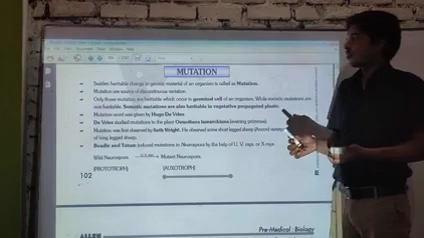 MUTATION
Sudden heritable change in genetic material of an organism is called as Mutation.
Mutation are source of discontinuous variation.
Only those mutation are heritable which occur in germinal cell of an organism. While somatic mutations are
non heritable. Somatic mutations are also heritable in vegetative propagated plants.
Mutation word was given by Hugo De Vries
De Vries studied mutations in the plant Oenothera lamarckiana (evening primrose).
Mutation was first observed by Seth Wright. He observed some short legged sheep (Ancon) variety
of long legged sheep.
Beadle and Tatum induced mutations in Neurospora by the help of U.V. rays, or X-rays
Wild Neurospora Mutant Neurospora
(PROTOTROPH) (AUXOTROPH)
102
ALLEN
Pre-Medical : Biology